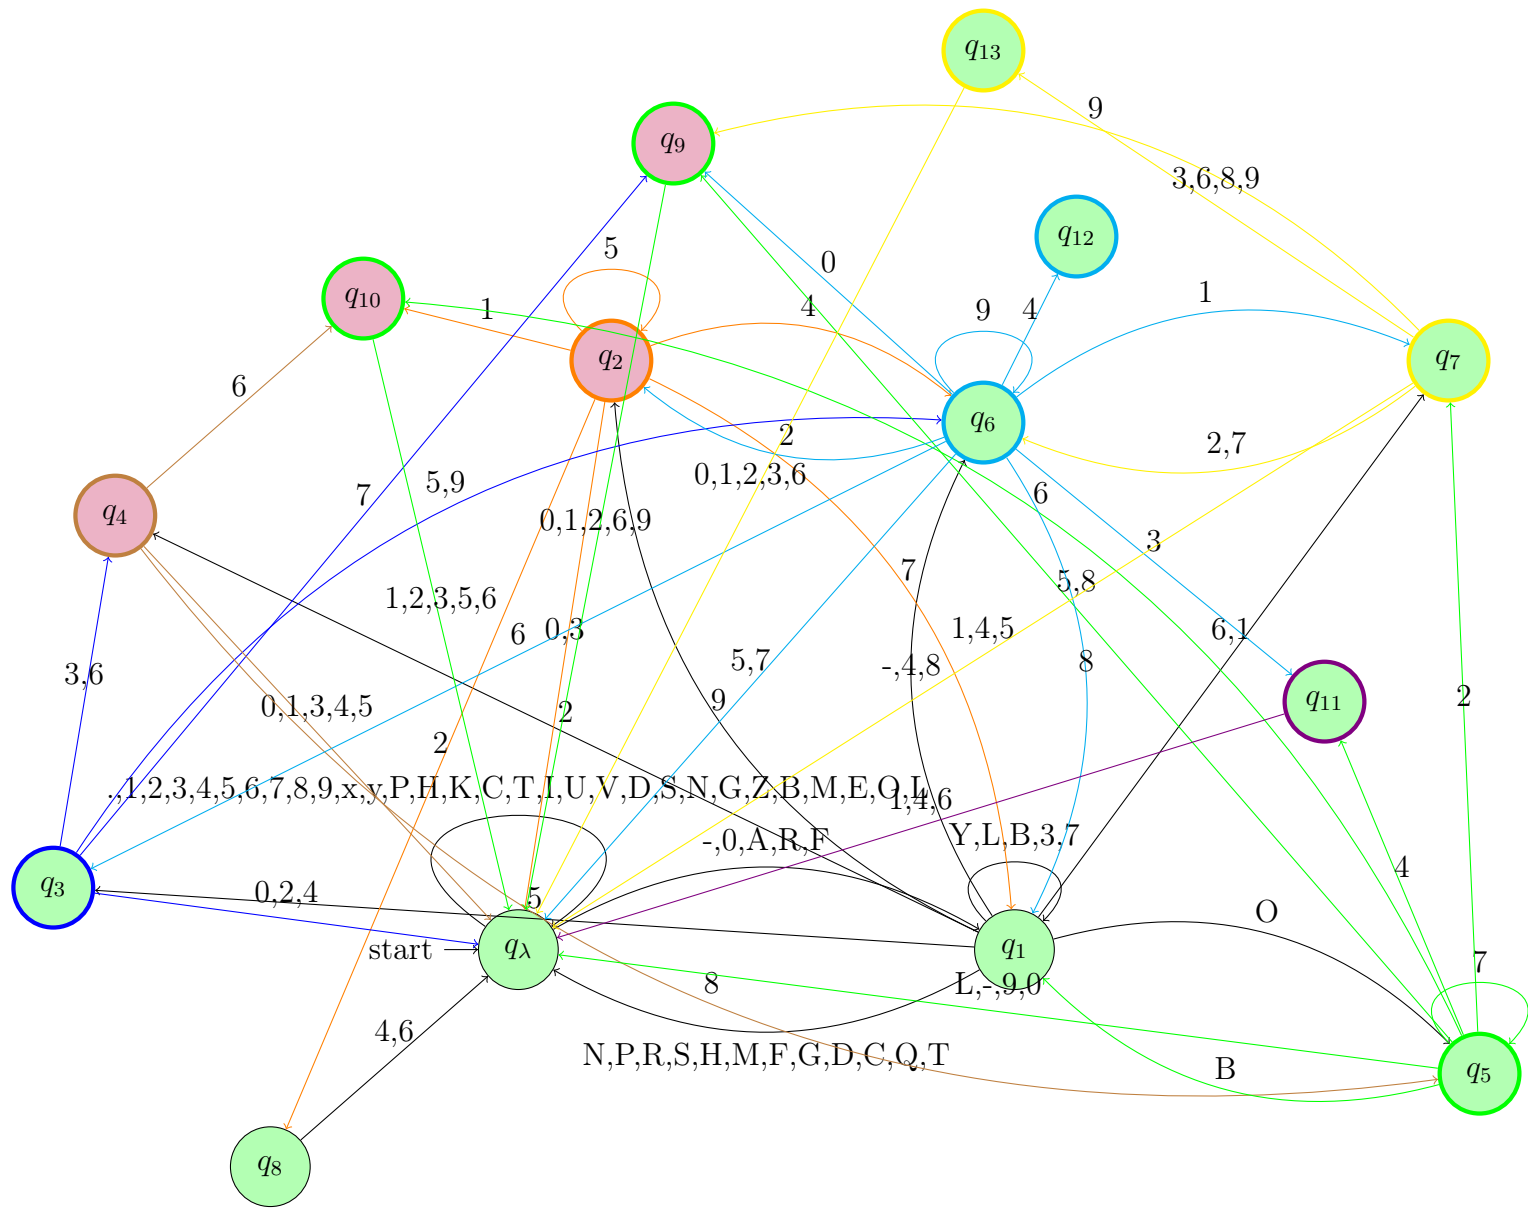 q13
9
q9
3,6,8,9
q12
0
5
q10
1
4
9
4
1
q2
q7
6
q6
2
2,7
0,1,2,3,6
5,9
7
6
q4
0,1,2,6,9
3
7
5,8
1,2,3,5,6
6
0,3
1,4,5
6,1
5,7
-,4,8
8
3,6
2
q11
0,1,3,4,5
2
9
2
.,1,2,3,4,5,6,7,8,9,x,y,P,H,K,C,T,I,U,V,D,S,N,G,Z,B,M,E,O,L
1,4,6
-,0,A,R,F
Y,L,B,3,7
4
q3
0,2,4
5
O
start
qλ
q1
7
8
L,-,9,0
4,6
N,P,R,S,H,M,F,G,D,C,Q,T
B
q5
q8